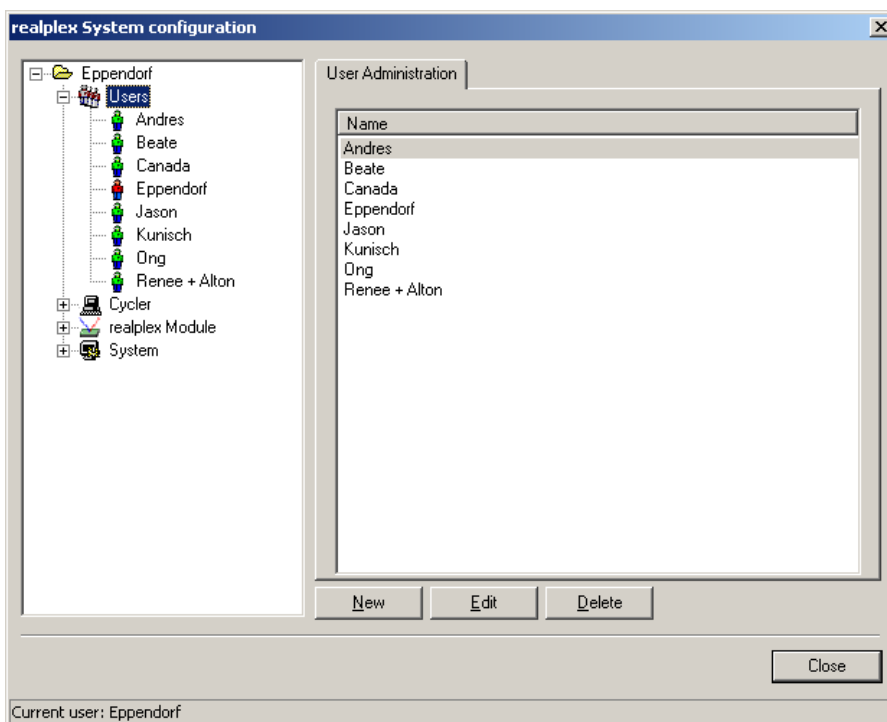 realplex System configuration
Eppendorf
Users
Andres
Beate
Canada
Eppendorf
Jason
Kunisch
Ong
Renee + Alton
Cycler
realplex Module
System
User Administration
Name
Andres
Beate
Canada
Eppendorf
Jason
Kunisch
Ong
Renee + Alton
New
Edit
Delete
Close
Current user: Eppendorf